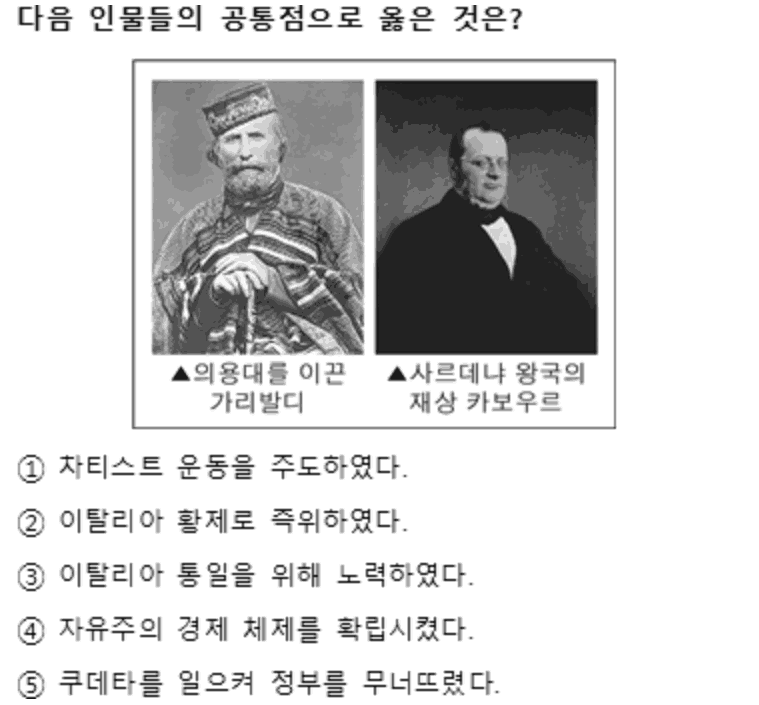 다음 인물들의 공통점으로 옳은 것은?
▲의용대를 이끈
가리발디
▲사르데냐 왕국의
재상 카보우르
① 차티스트 운동을 주도하였다.
② 이탈리아 황제로 즉위하였다.
③ 이탈리아 통일을 위해 노력하였다.
④ 자유주의 경제 체제를 확립시켰다.
⑤ 쿠데타를 일으켜 정부를 무너뜨렸다.